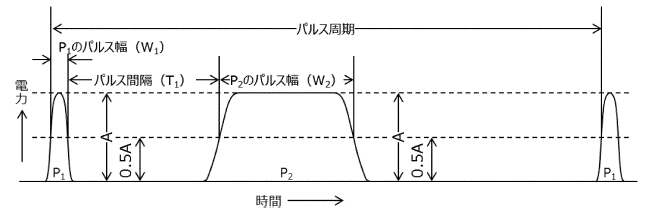 パルス周期
P₁のパルス幅（W₁）
パルス間隔（T₁）
P₂のパルス幅（W₂）
電力
A
0.5A
A
0.5A
P₁
P₂
P₁
時間